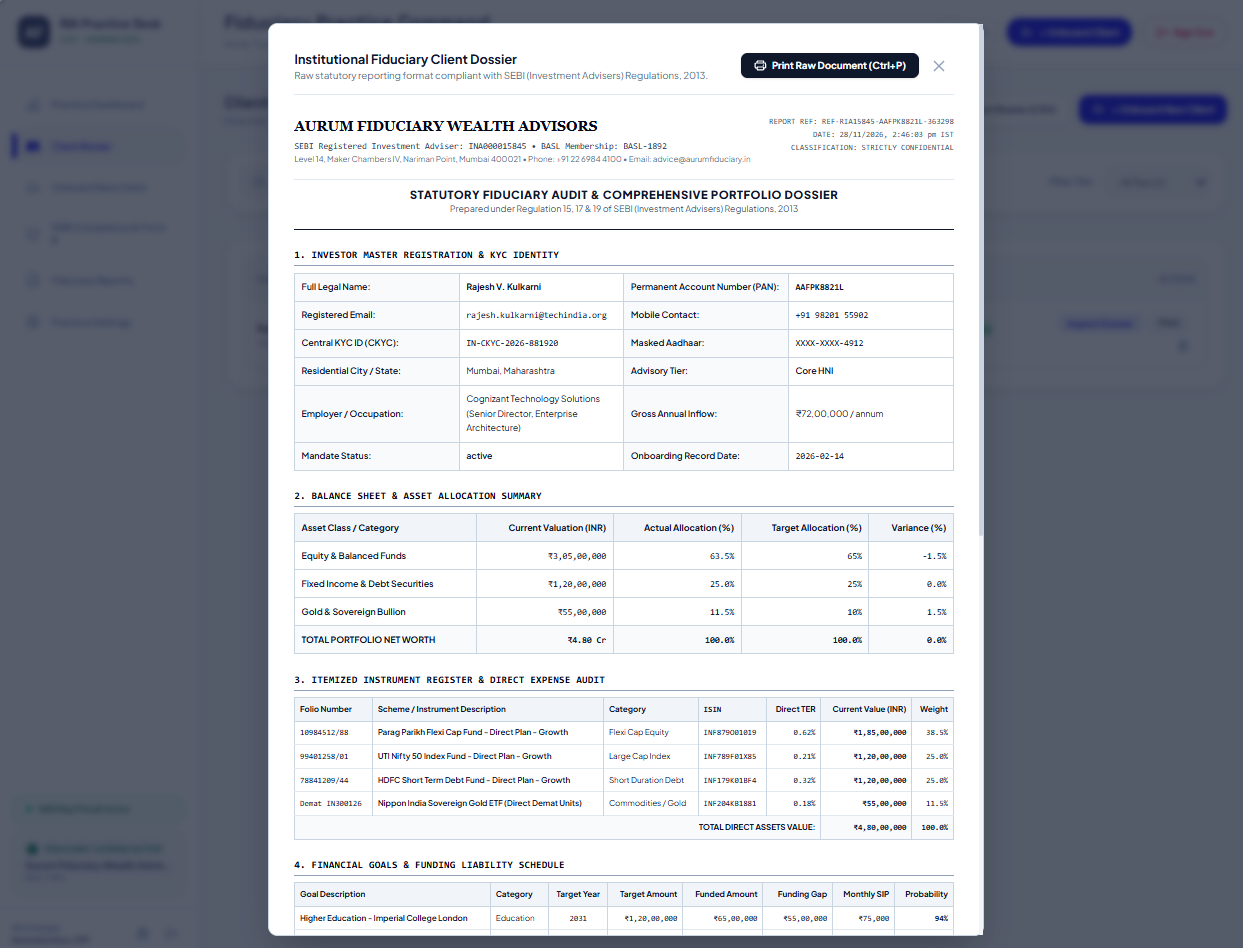 Institutional Fiduciary Client Dossier
Raw statutory reporting format compliant with SEBI (Investment Advisers) Regulations, 2013.
Print Raw Document (Ctrl+P)
AURUM FIDUCIARY WEALTH ADVISORS
SEBI Registered Investment Adviser: INA000015845 • BASL Membership: BASL-1892
Level 14, Maker Chambers IV, Nariman Point, Mumbai 400021 • Phone: +91 22 6984 4100 • Email: advice@aurumfiduciary.in
REPORT REF: REF-RIA15845-AAFPK8821L-363298
DATE: 28/11/2026, 2:46:03 pm IST
CLASSIFICATION: STRICTLY CONFIDENTIAL
STATUTORY FIDUCIARY AUDIT & COMPREHENSIVE PORTFOLIO DOSSIER
Prepared under Regulation 15, 17 & 19 of SEBI (Investment Advisers) Regulations, 2013
1. INVESTOR MASTER REGISTRATION & KYC IDENTITY
Full Legal Name: Rajesh V. Kulkarni Permanent Account Number (PAN): AAFPK8821L
Registered Email: rajesh.kulkarni@techindia.org Mobile Contact: +91 98201 55902
Central KYC ID (CKYC): IN-CKYC-2026-881920 Masked Aadhaar: XXXX-XXXX-4912
Residential City / State: Mumbai, Maharashtra Advisory Tier: Core HNI
Employer / Occupation: Cognizant Technology Solutions
(Senior Director, Enterprise
Architecture)
Gross Annual Inflow: ₹72,00,000 / annum
Mandate Status: active Onboarding Record Date: 2026-02-14
2. BALANCE SHEET & ASSET ALLOCATION SUMMARY
Asset Class / Category Current Valuation (INR) Actual Allocation (%) Target Allocation (%) Variance (%)
Equity & Balanced Funds ₹3,05,00,000 63.5% 65% -1.5%
Fixed Income & Debt Securities ₹1,20,00,000 25.0% 25% 0.0%
Gold & Sovereign Bullion ₹55,00,000 11.5% 10% 1.5%
TOTAL PORTFOLIO NET WORTH ₹4.80 Cr 100.0% 100.0% 0.0%
3. ITEMIZED INSTRUMENT REGISTER & DIRECT EXPENSE AUDIT
Folio Number Scheme / Instrument Description Category ISIN Direct TER Current Value (INR) Weight
10984512/88 Parag Parikh Flexi Cap Fund - Direct Plan - Growth Flexi Cap Equity INF879O01019 0.62% ₹1,85,00,000 38.5%
99401258/01 UTI Nifty 50 Index Fund - Direct Plan - Growth Large Cap Index INF789F01X85 0.21% ₹1,20,00,000 25.0%
78841209/44 HDFC Short Term Debt Fund - Direct Plan - Growth Short Duration Debt INF179K01BF4 0.32% ₹1,20,00,000 25.0%
Demat IN300126 Nippon India Sovereign Gold ETF (Direct Demat Units) Commodities / Gold INF204KB1881 0.18% ₹55,00,000 11.5%
TOTAL DIRECT ASSETS VALUE: ₹4,80,00,000 100.0%
4. FINANCIAL GOALS & FUNDING LIABILITY SCHEDULE
Goal Description Category Target Year Target Amount Funded Amount Funding Gap Monthly SIP Probability
Higher Education - Imperial College London Education 2031 ₹1,20,00,000 ₹65,00,000 ₹55,00,000 ₹75,000 94%